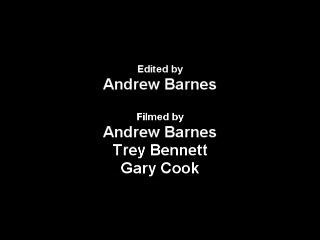 Edited by
Andrew Barnes
Filmed by
Andrew Barnes
Trey Bennett
Gary Cook